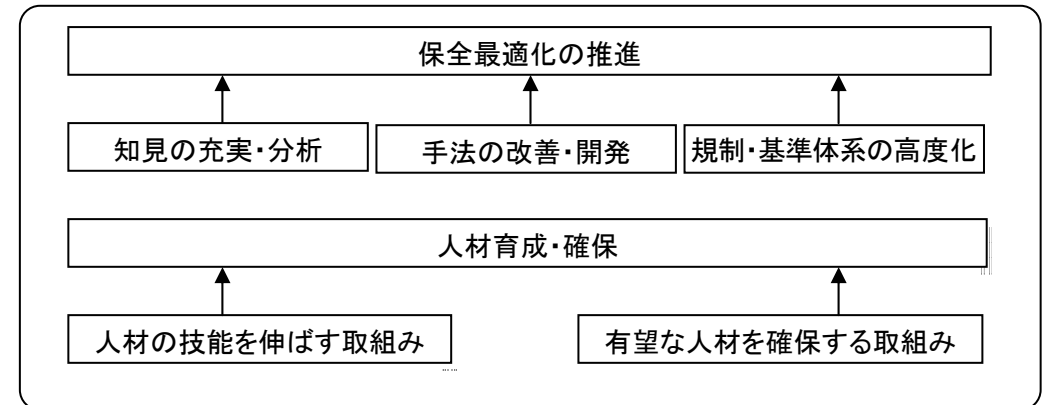 保全最適化の推進
知見の充実・分析
手法の改善・開発
規制・基準体系の高度化
人材育成・確保
人材の技能を伸ばす取組み
有望な人材を確保する取組み